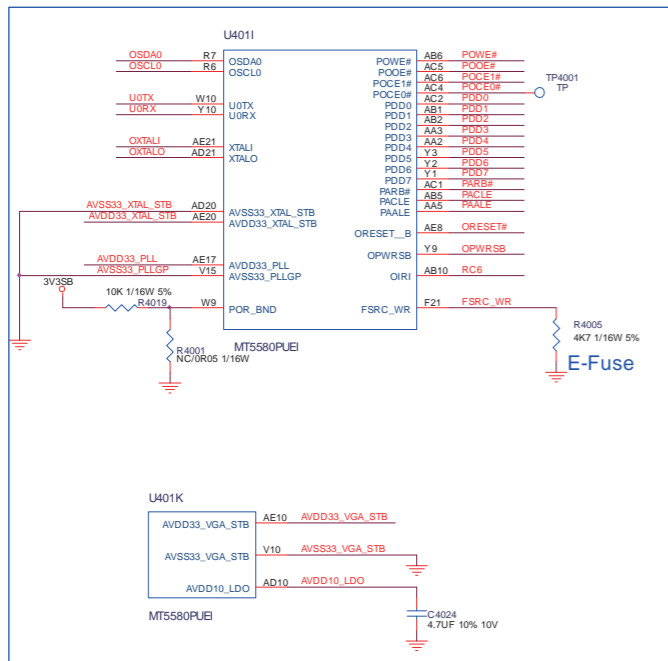 U401I
OSDA0 R7 OSDA0 POWE# AB6 POWE#
OSCL0 R6 OSCL0 POOE# AC5 POOE#
POCE1# AC6 POCE1#
POCE0# AC4 POCE0# TP4001
TP
U0TX W10 U0TX PDD0 AC2 PDD0
U0RX Y10 U0RX PDD1 AB1 PDD1
PDD2 AB2 PDD2
PDD3 AA3 PDD3
OXTALI AE21 XTALI PDD4 AA2 PDD4
OXTALO AD21 XTALO PDD5 Y3 PDD5
PDD6 Y2 PDD6
PDD7 Y1 PDD7
PARB# AC1 PARB#
PACLE AB5 PACLE
AVSS33_XTAL_STB AD20 AVSS33_XTAL_STB PAALE AA5 PAALE
AVDD33_XTAL_STB AE20 AVDD33_XTAL_STB
ORESET__B AE8 ORESET#
OPWRSB Y9 OPWRSB
AVDD33_PLL AE17 AVDD33_PLL
AVSS33_PLLGP V15 AVSS33_PLLGP OIRI AB10 RC6
3V3SB
10K 1/16W 5%
R4019 W9 POR_BND FSRC_WR F21 FSRC_WR
R4005
4K7 1/16W 5%
R4001
NC/0R05 1/16W
MT5580PUEI
E-Fuse
U401K
AVDD33_VGA_STB AE10 AVDD33_VGA_STB
AVSS33_VGA_STB V10 AVSS33_VGA_STB
AVDD10_LDO AD10 AVDD10_LDO
MT5580PUEI
C4024
4.7UF 10% 10V